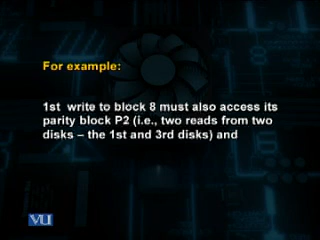 For example:
1st write to block 8 must also access its
parity block P2 (i.e., two reads from two
disks – the 1st and 3rd disks) and
VU